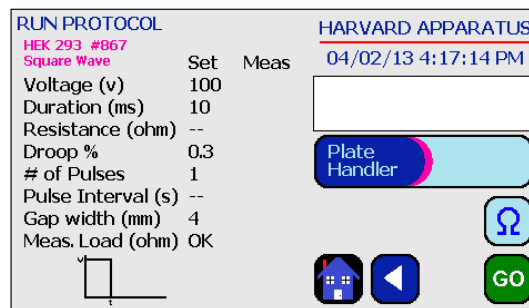 RUN PROTOCOL
HEK 293 #867
Square Wave
Set Meas
Voltage (v) 100
Duration (ms) 10
Resistance (ohm) --
Droop % 0.3
# of Pulses 1
Pulse Interval (s) --
Gap width (mm) 4
Meas. Load (ohm) OK
v
t
HARVARD APPARATUS
04/02/13 4:17:14 PM
Plate
Handler
Ω
GO